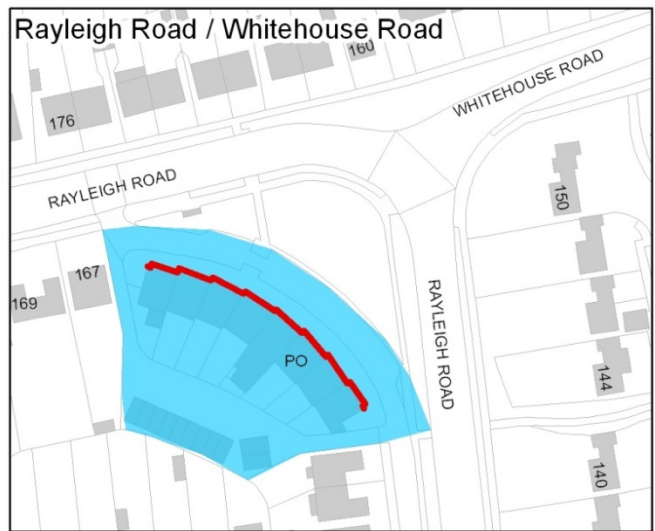 Rayleigh Road / Whitehouse Road
160
WHITEHOUSE ROAD
176
RAYLEIGH ROAD
150
167
169
RAYLEIGH ROAD
PO
144
140